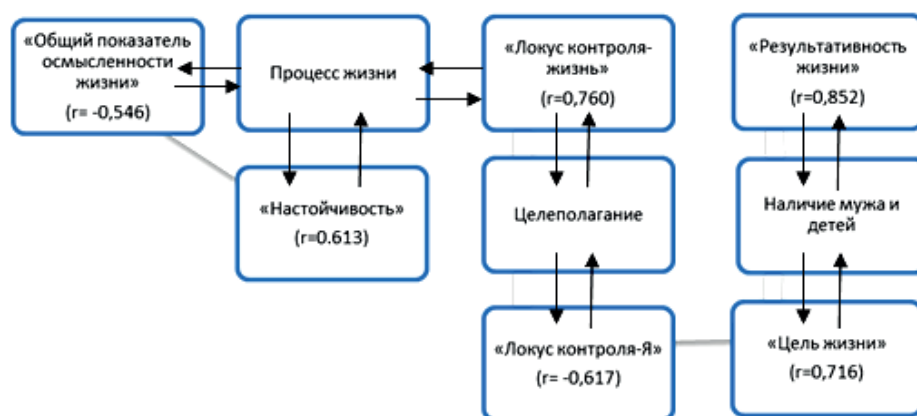 «Общий показатель
осмысленности
жизни»
(r= -0,546)
Процесс жизни
«Локус контроля-
жизнь»
(r=0,760)
«Результативность
жизни»
(r=0,852)
«Настойчивость»
(r=0.613)
Целеполагание
Наличие мужа и
детей
«Локус контроля-Я»
(r= -0,617)
«Цель жизни»
(r=0,716)